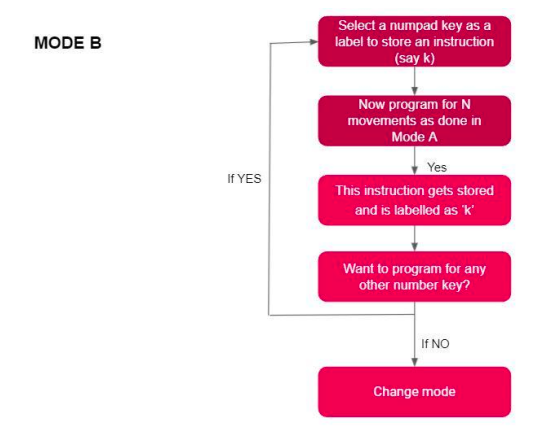 MODE B
Select a numpad key as a
label to store an instruction
(say k)
Now program for N
movements as done in
Mode A
Yes
If YES
This instruction gets stored
and is labelled as 'k'
Want to program for any
other number key?
If NO
Change mode